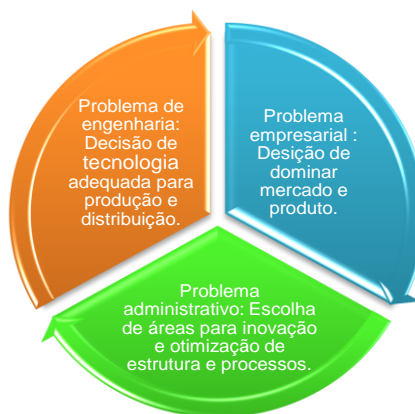 Problema de
engenharia:
Decisão de
tecnologia
adequada para
produção e
distribuição.
Problema
empresarial :
Desição de
dominar
mercado e
produto.
Problema
administrativo: Escolha
de áreas para inovação
e otimização de
estrutura e processos.